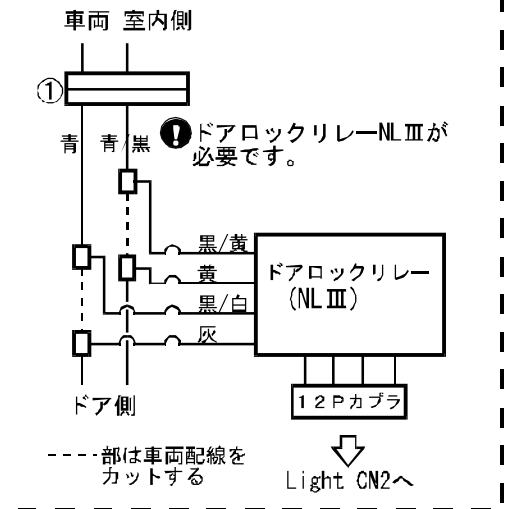 車両 室内側
①
青 青/黒
ドアロックリレーNLⅢが
必要です。
黒/黄
黄
黒/白
灰
ドアロックリレー
(NLⅢ)
ドア側
12Pカプラ
----部は車両配線を
カットする
Light CN2へ